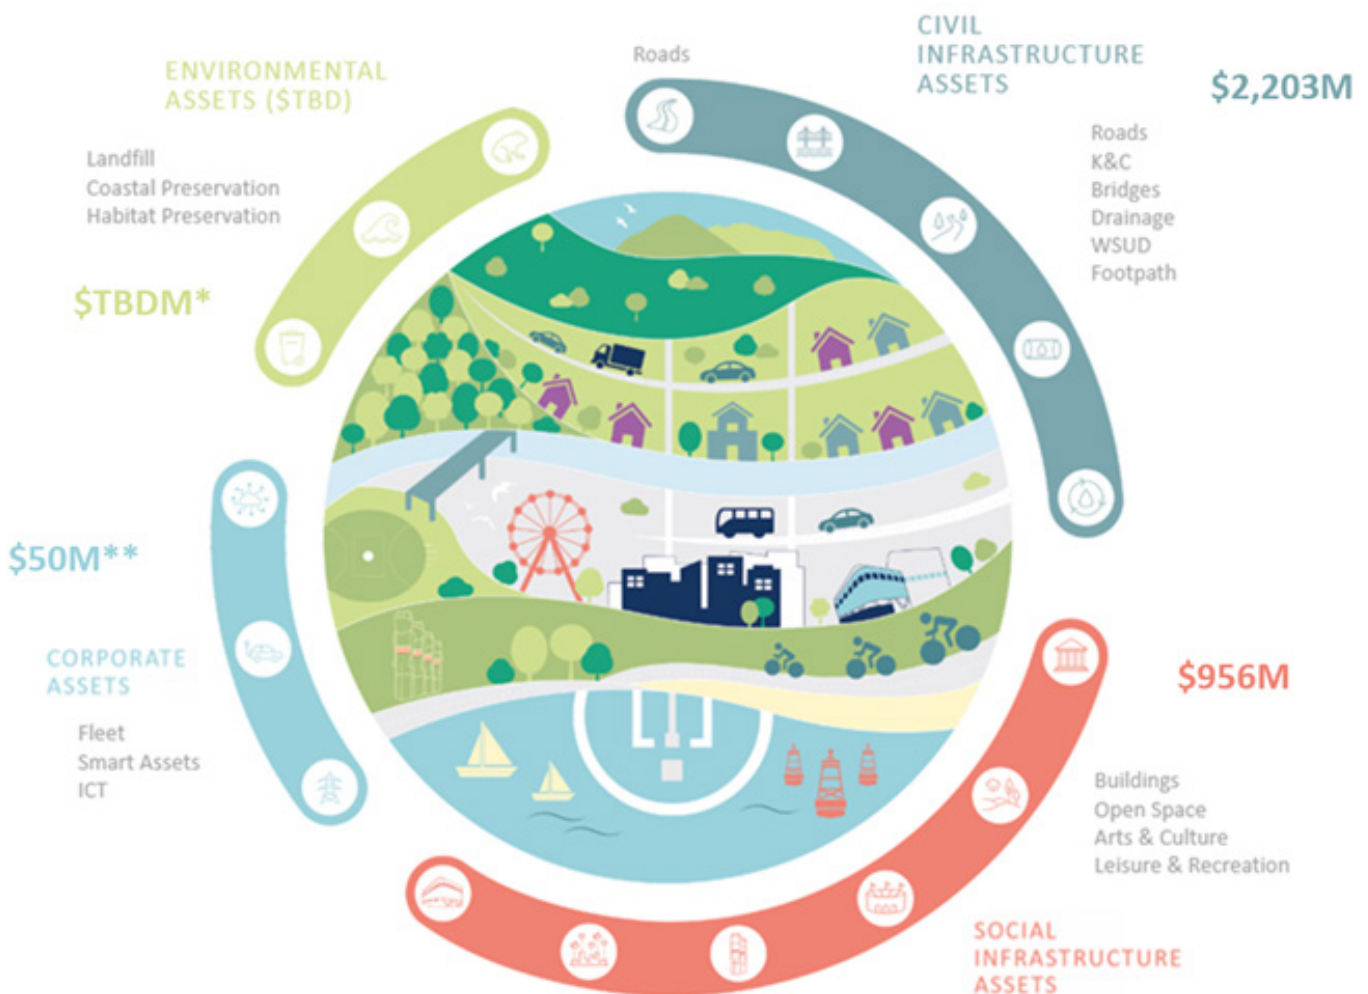 ENVIRONMENTAL
ASSETS ($TBD)
Landfill
Coastal Preservation
Habitat Preservation
$TBDM*
Roads
CIVIL
INFRASTRUCTURE
ASSETS
$2,203M
Roads
K&C
Bridges
Drainage
WSUD
Footpath
$50M**
CORPORATE
ASSETS
Fleet
Smart Assets
ICT
$956M
Buildings
Open Space
Arts & Culture
Leisure & Recreation
SOCIAL
INFRASTRUCTURE
ASSETS